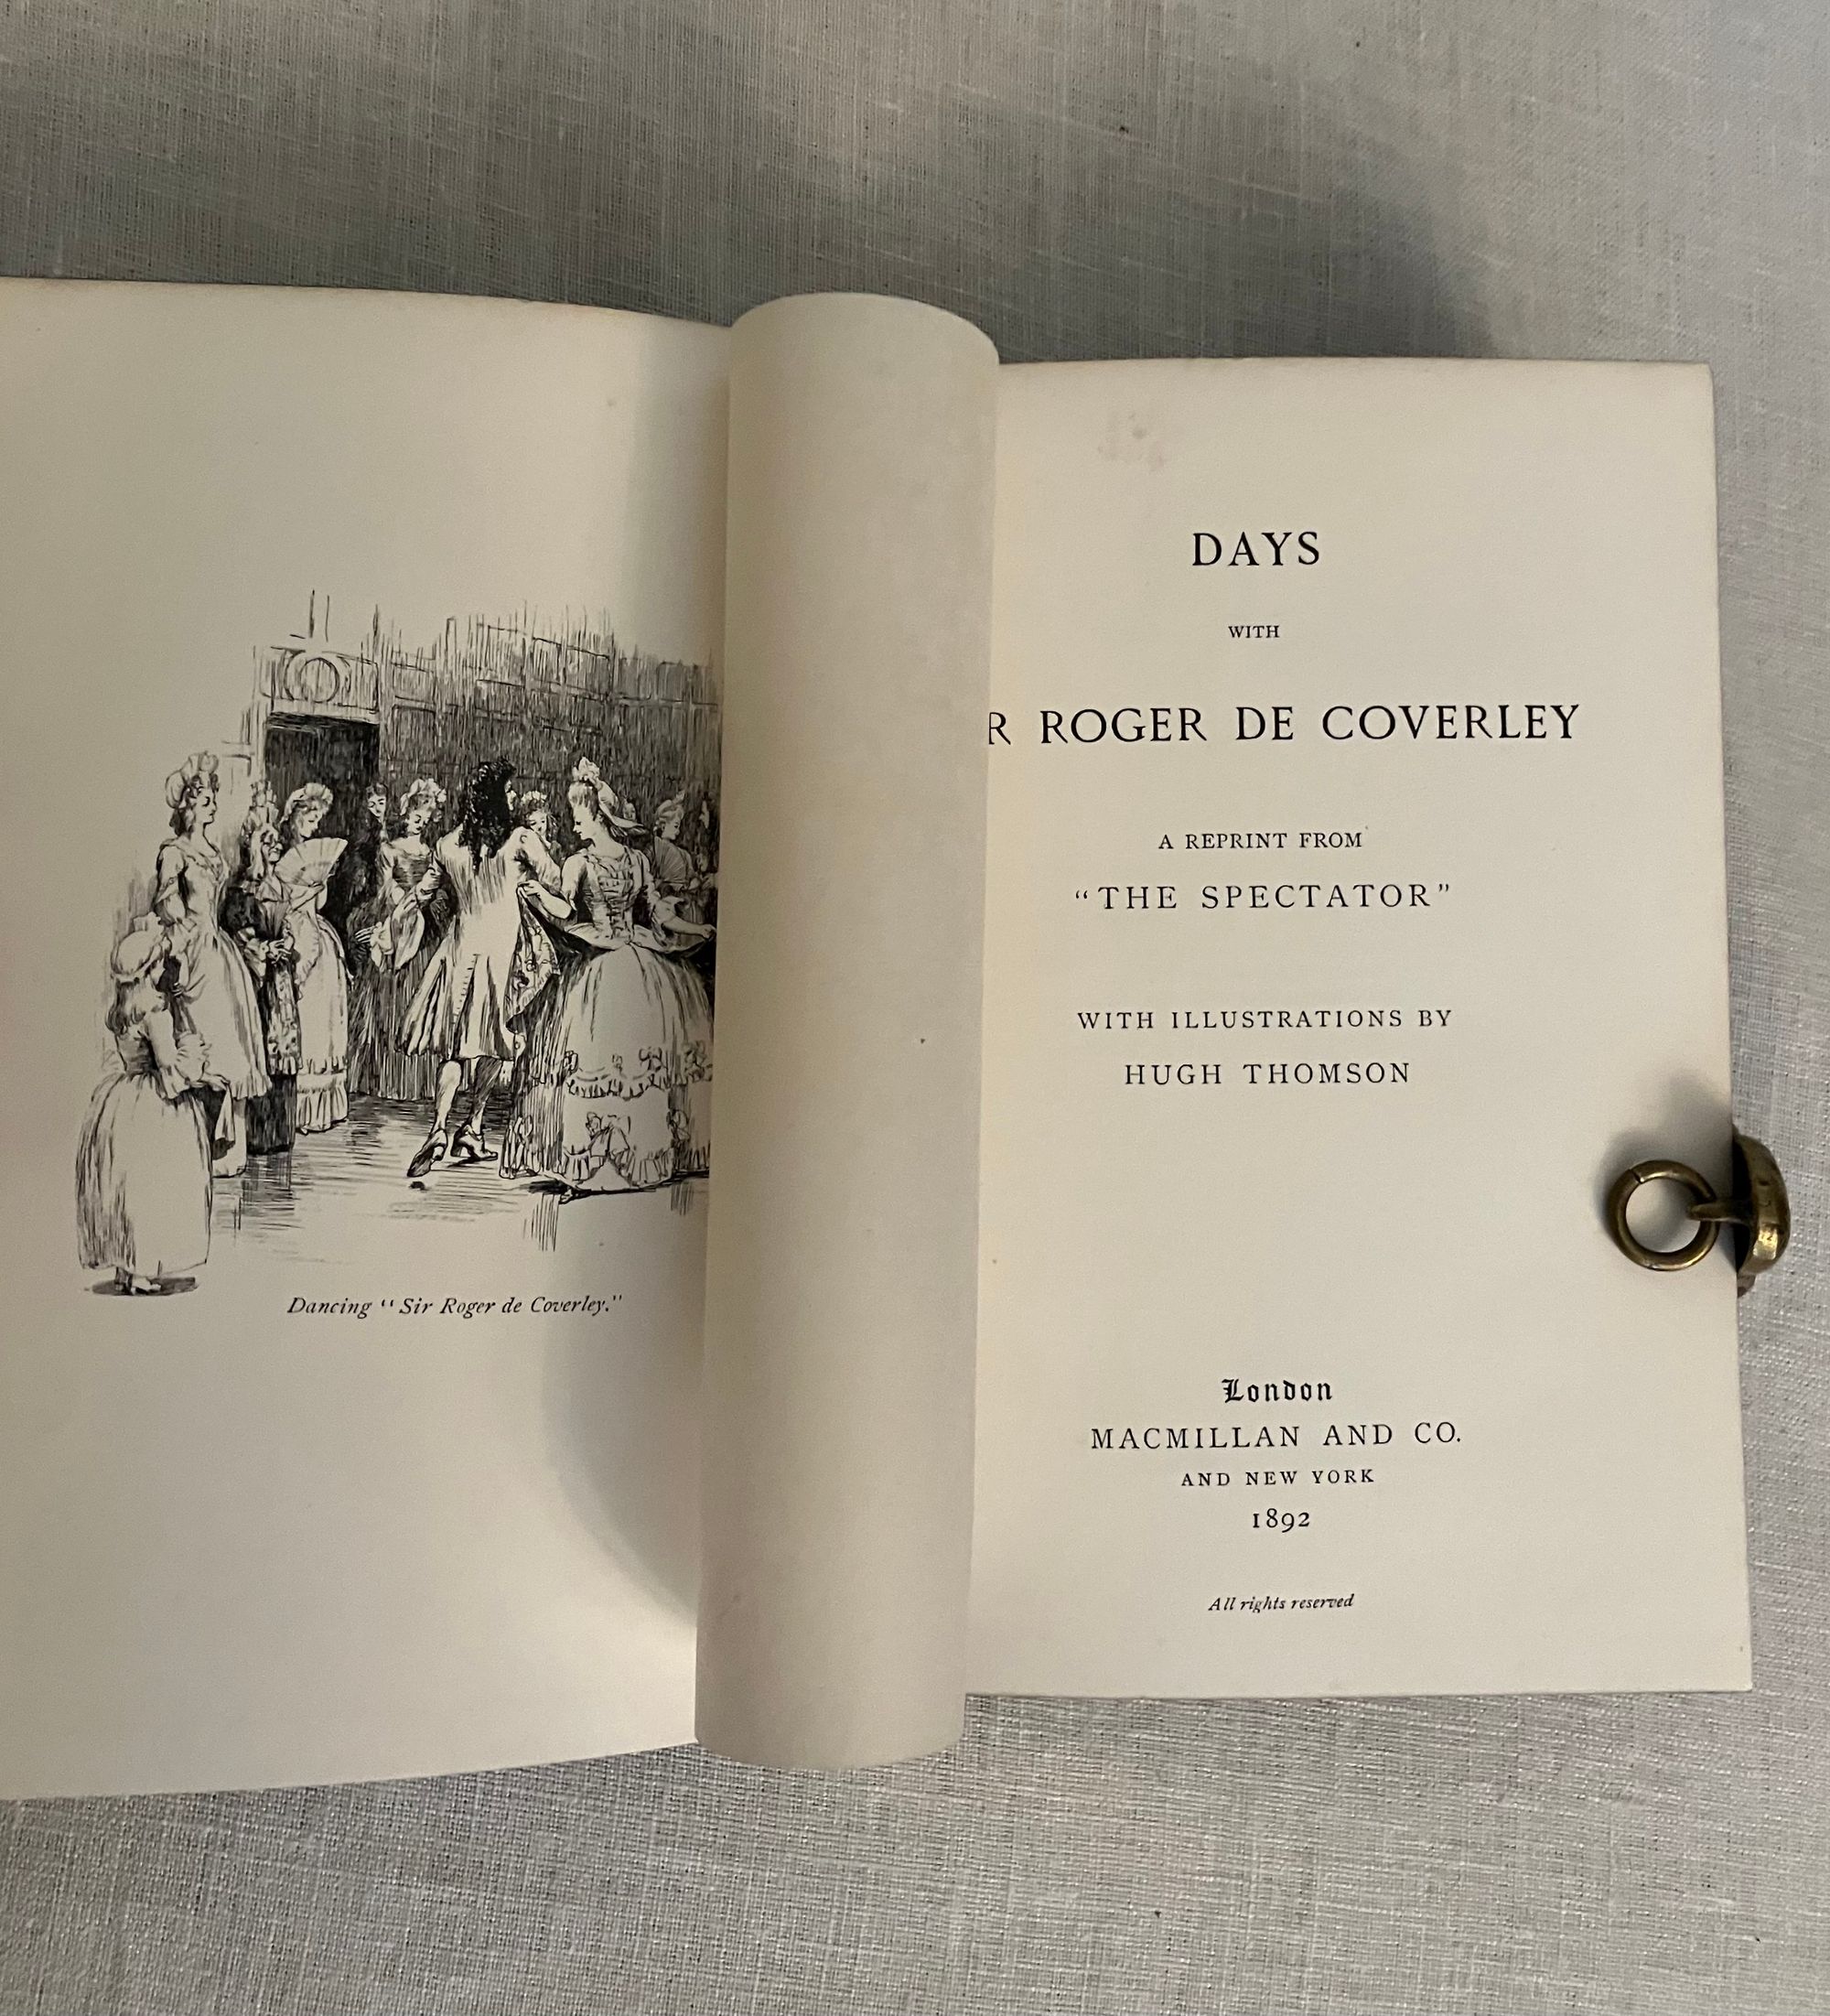 Dancing "Sir Roger de Coverley."
DAYS
WITH
R ROGER DE COVERLEY
A REPRINT FROM
"THE SPECTATOR"
WITH ILLUSTRATIONS BY
HUGH THOMSON
London
MACMILLAN AND CO.
AND NEW YORK
1892
All rights reserved